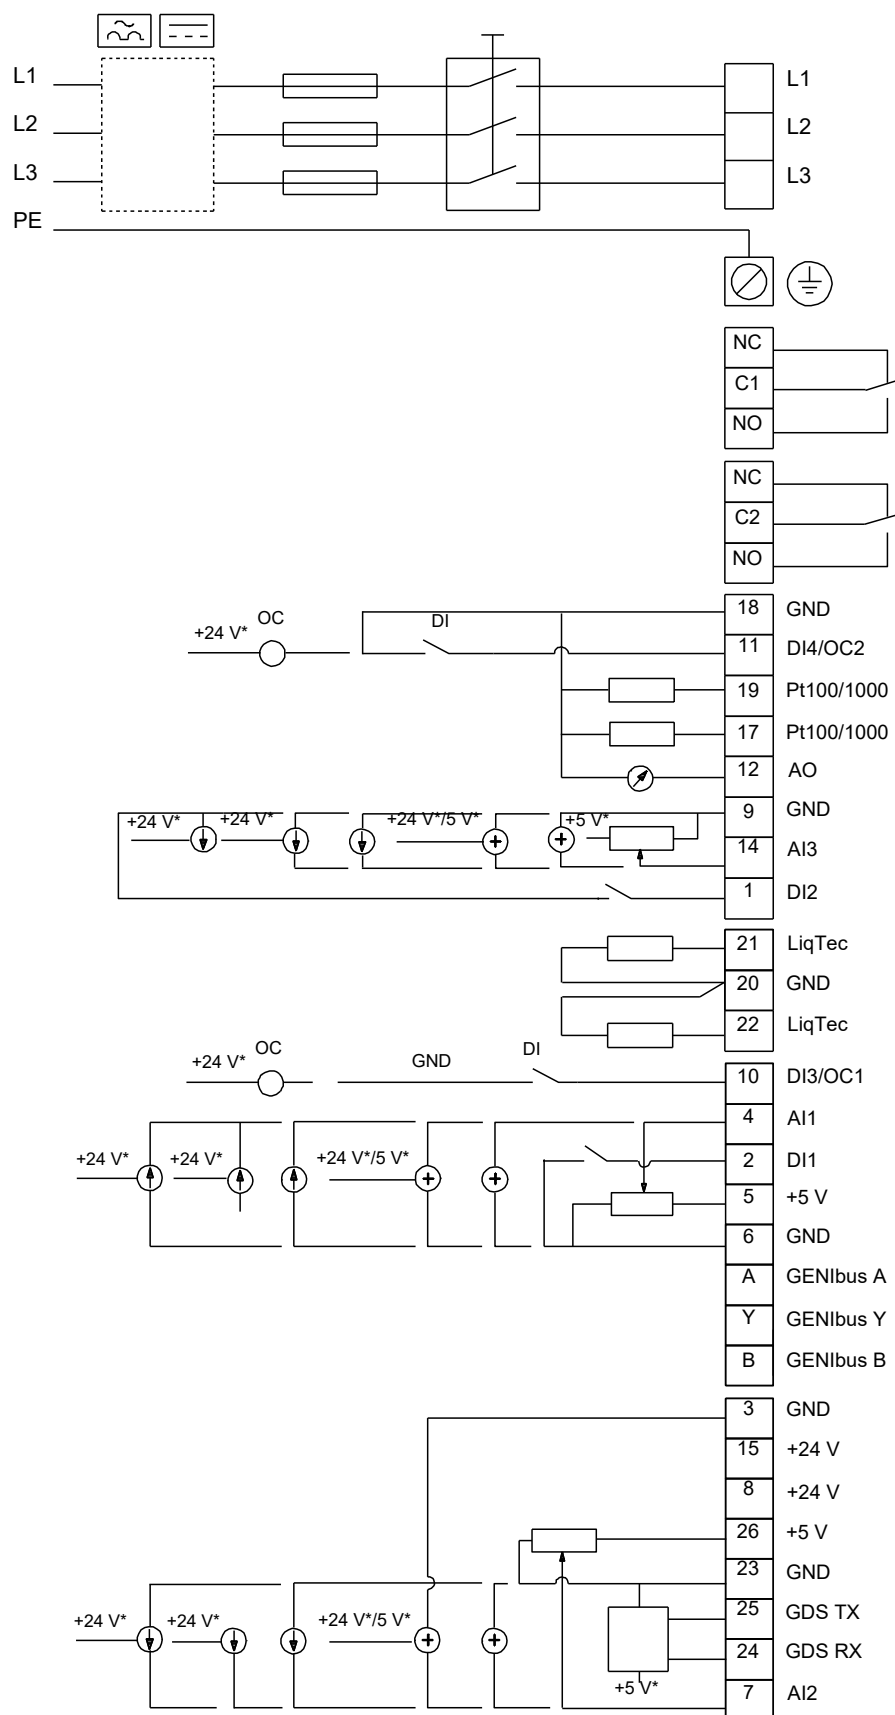 L1 L1
L2 L2
L3 L3
PE
NC
C1
NO
NC
C2
NO
18 GND
+24 V* OC DI 11 DI4/OC2
19 Pt100/1000
17 Pt100/1000
12 AO
9 GND
+24 V* +24 V* +24 V*/5 V* +5 V*
14 AI3
1 DI2
21 LiqTec
20 GND
22 LiqTec
+24 V* OC GND DI 10 DI3/OC1
4 AI1
+24 V* +24 V* +24 V*/5 V* 2 DI1
5 +5 V
6 GND
A GENIbus A
Y GENIbus Y
B GENIbus B
3 GND
15 +24 V
8 +24 V
26 +5 V
23 GND
25 GDS TX
+24 V* +24 V* +24 V*/5 V*
24 GDS RX
+5 V*
7 AI2